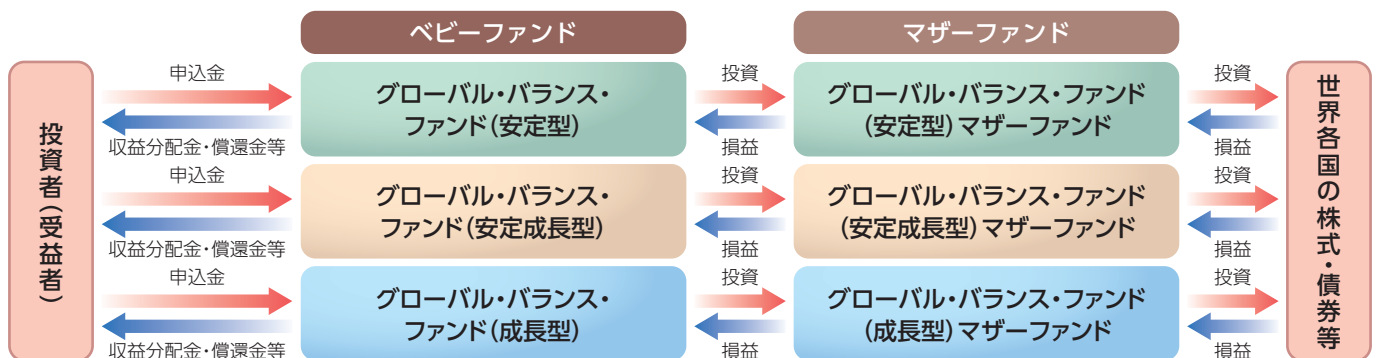 ベビーファンド
マザーファンド
投資者(受益者)
申込金
収益分配金・償還金等
グローバル・バランス・
ファンド(安定型)
投資
損益
グローバル・バランス・ファンド
(安定型)マザーファンド
投資
損益
申込金
収益分配金・償還金等
グローバル・バランス・
ファンド(安定成長型)
投資
損益
グローバル・バランス・ファンド
(安定成長型)マザーファンド
投資
損益
申込金
収益分配金・償還金等
グローバル・バランス・
ファンド(成長型)
投資
損益
グローバル・バランス・ファンド
(成長型)マザーファンド
投資
損益
世界各国の株式・債券等